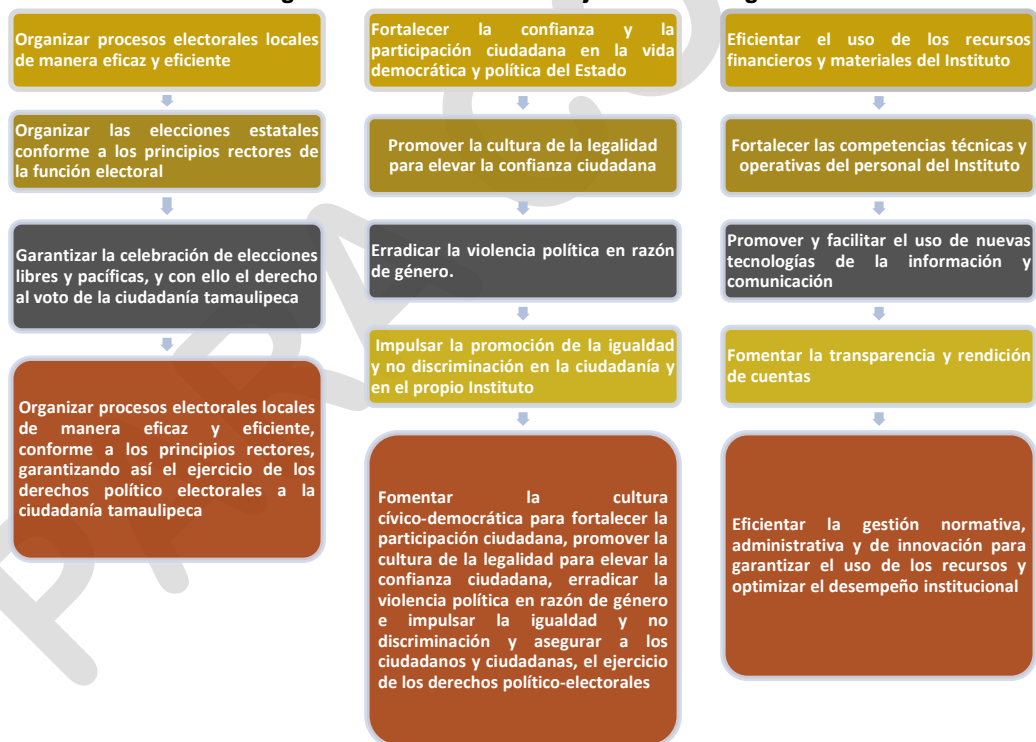 Organizar procesos electorales locales
de manera eficaz y eficiente
Organizar las elecciones estatales
conforme a los principios rectores de
la función electoral
Garantizar la celebración de elecciones
libres y pacíficas, y con ello el derecho
al voto de la ciudadanía tamaulipeca
Organizar procesos electorales locales
de manera eficaz y eficiente,
conforme a los principios rectores,
garantizando así el ejercicio de los
derechos político electorales a la
ciudadanía tamaulipeca
Fortalecer la confianza y la
participación ciudadana en la vida
democrática y política del Estado
Promover la cultura de la legalidad
para elevar la confianza ciudadana
Erradicar la violencia política en razón
de género.
Impulsar la promoción de la igualdad
y no discriminación en la ciudadanía y
en el propio Instituto
Fomentar la cultura
cívico-democrática para fortalecer la
participación ciudadana, promover la
cultura de la legalidad para elevar la
confianza ciudadana, erradicar la
violencia política en razón de género
e impulsar la igualdad y no
discriminación y asegurar a los
ciudadanos y ciudadanas, el ejercicio
de los derechos político-electorales
Eficientar el uso de los recursos
financieros y materiales del Instituto
Fortalecer las competencias técnicas y
operativas del personal del Instituto
Promover y facilitar el uso de nuevas
tecnologías de la información y
comunicación
Fomentar la transparencia y rendición
de cuentas
Eficientar la gestión normativa,
administrativa y de innovación para
garantizar el uso de los recursos y
optimizar el desempeño institucional